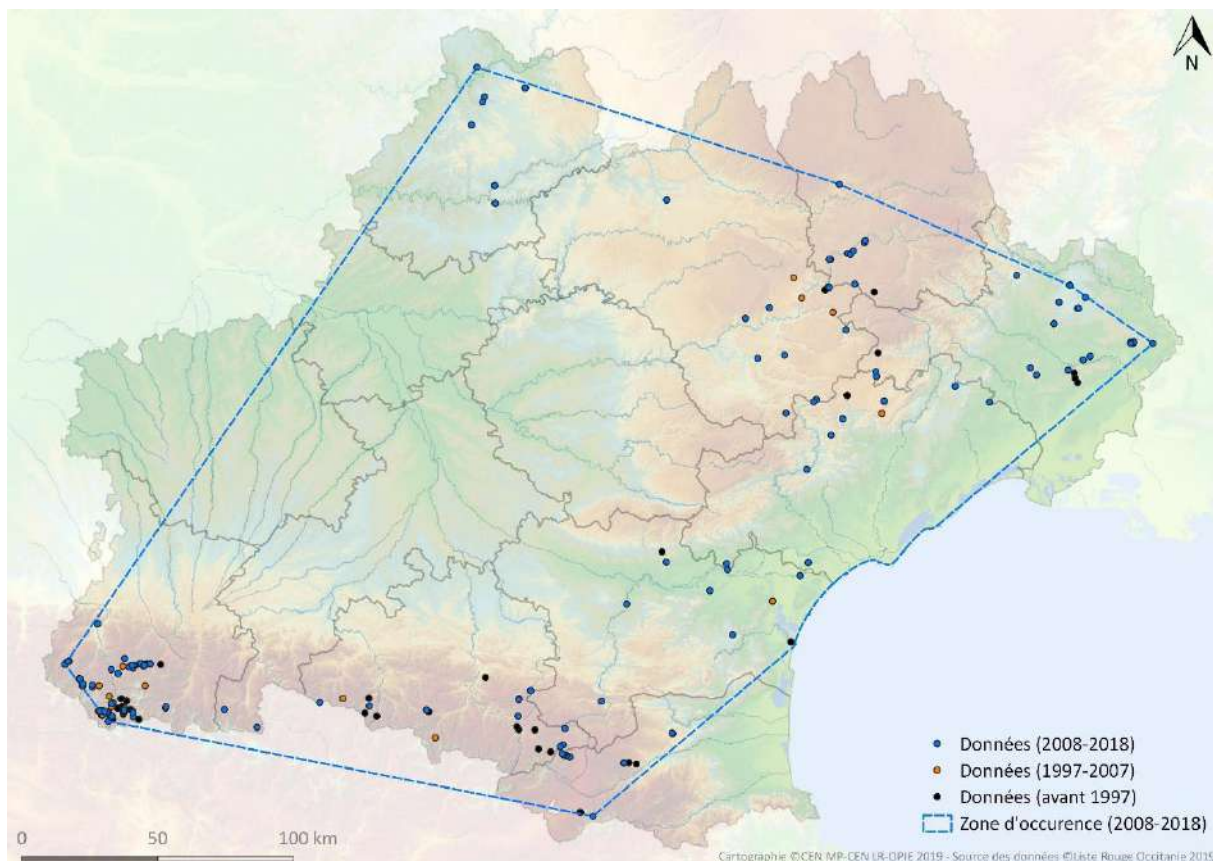 N
Données (2008-2018)
Données (1997-2007)
Données (avant 1997)
Zone d'occurence (2008-2018)
0 50 100 km
Cartographie ©CEN MP-CEN LR-OPIE 2019 - Source des données ©Liste Rouge Occitanie 2019